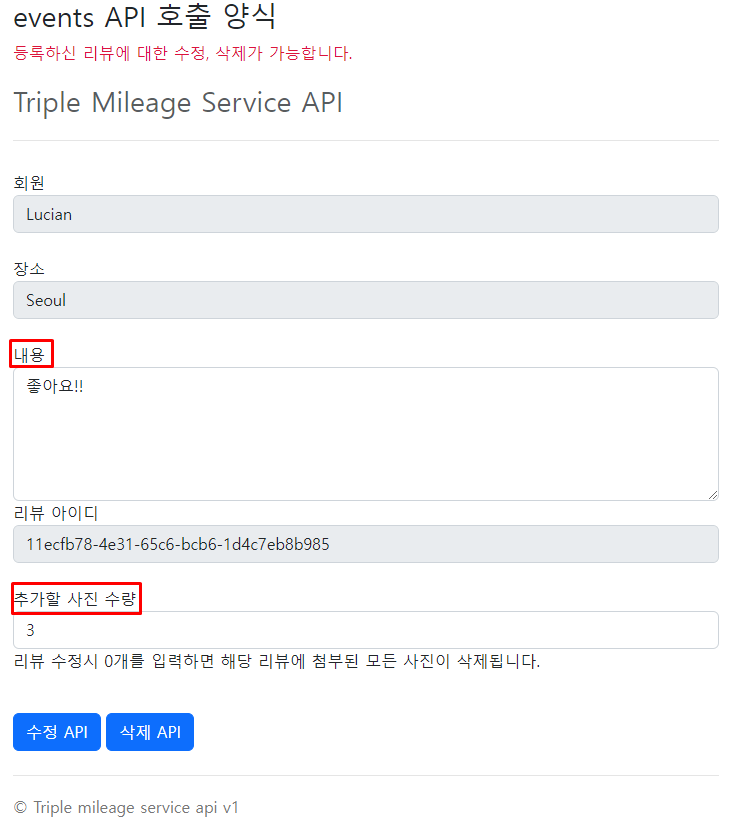 events API 호출 양식
등록하신 리뷰에 대한 수정, 삭제가 가능합니다.
Triple Mileage Service API
회원
Lucian
장소
Seoul
내용
좋아요!!
리뷰 아이디
11ecfb78-4e31-65c6-bcb6-1d4c7eb8b985
추가할 사진 수량
3
리뷰 수정시 0개를 입력하면 해당 리뷰에 첨부된 모든 사진이 삭제됩니다.
수정 API 삭제 API
© Triple mileage service api v1